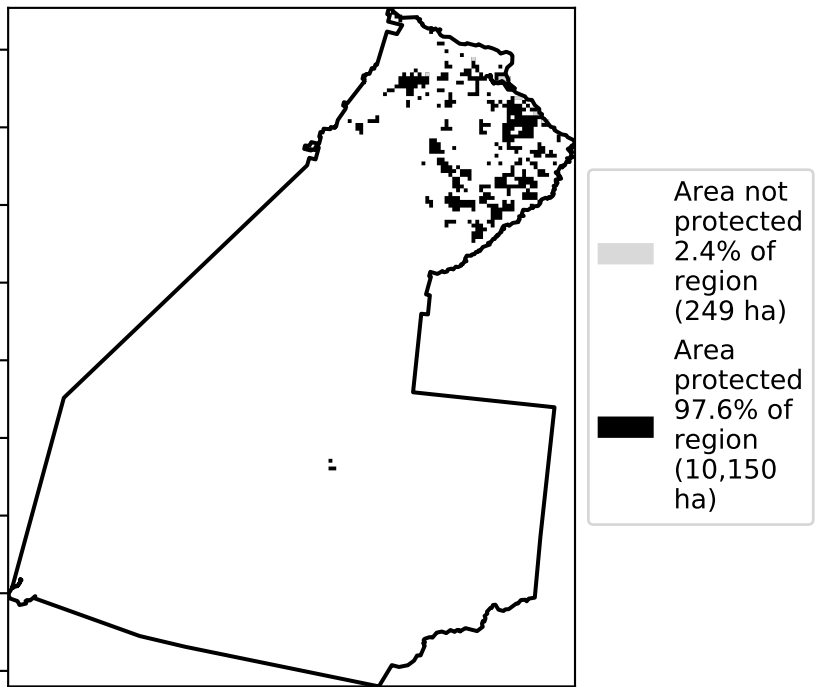 Area not
protected
2.4% of
region
(249 ha)
Area
protected
97.6% of
region
(10,150
ha)